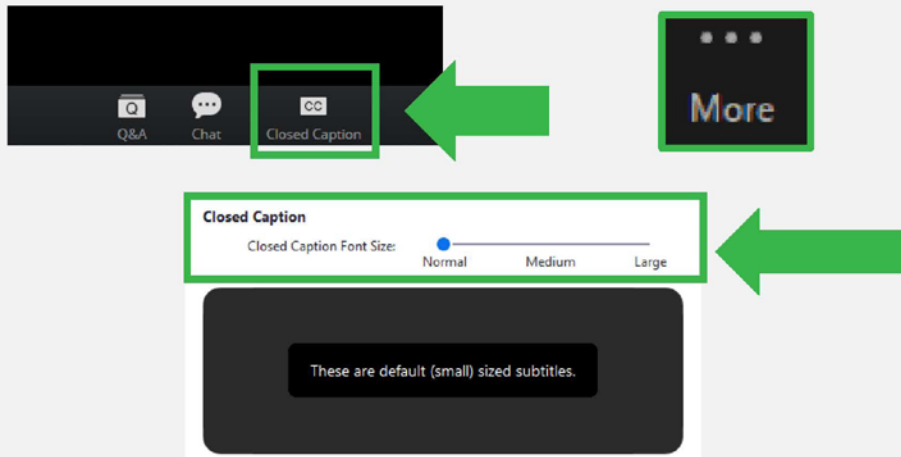 Q
CC
Q&A
Chat
Closed Caption
More
Closed Caption
Closed Caption Font Size:
Normal
Medium
Large
These are default (small) sized subtitles.